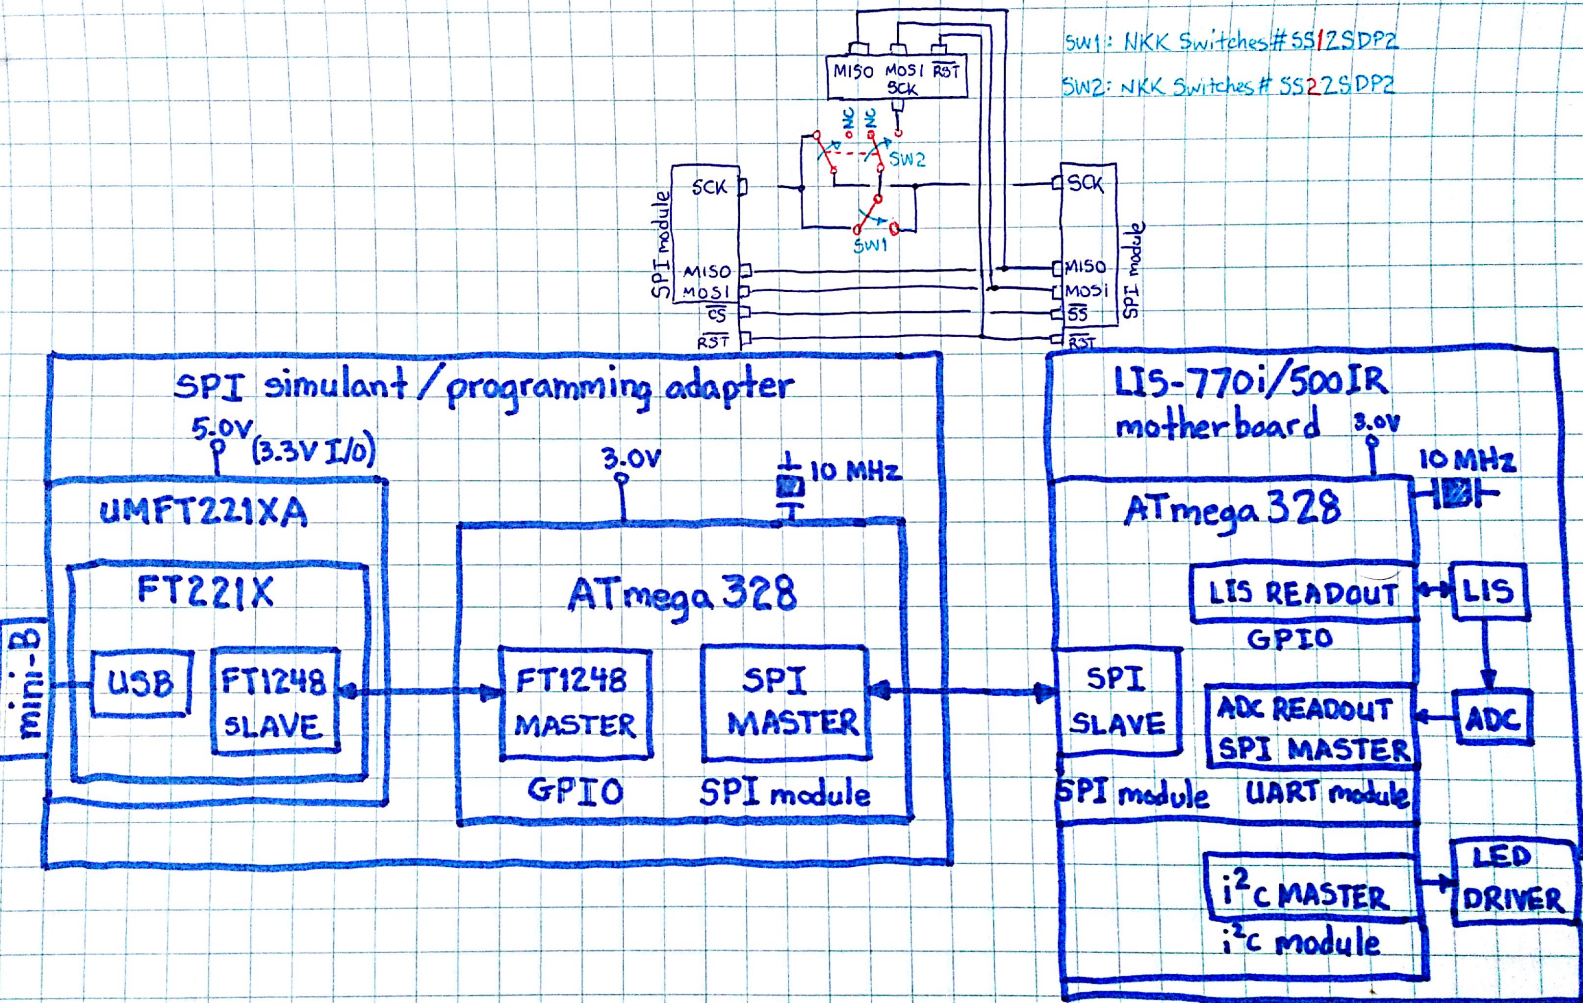 SW1: NKK Switches# SS12SDP2
SW2: NKK Switches# SS22SDP2
MISO MOSI RST
SCK
NC NC
SW2
SW1
SPI module
SCK
MISO
MOSI
CS
RST
SCK
MISO
MOSI
SS
RST
SPI module
SPI simulant/programming adapter
5.0V (3.3V I/O)
UMFT221XA
FT221X
mini-B
USB
FT1248
SLAVE
3.0V
10 MHz
ATmega 328
FT1248
MASTER
GPIO
SPI
MASTER
SPI module
LIS-770i/500IR
motherboard
3.0V
10 MHz
ATmega 328
LIS READOUT
GPIO
LIS
SPI
SLAVE
SPI module
ADC READOUT
SPI MASTER
UART module
ADC
i²c MASTER
i²c module
LED
DRIVER